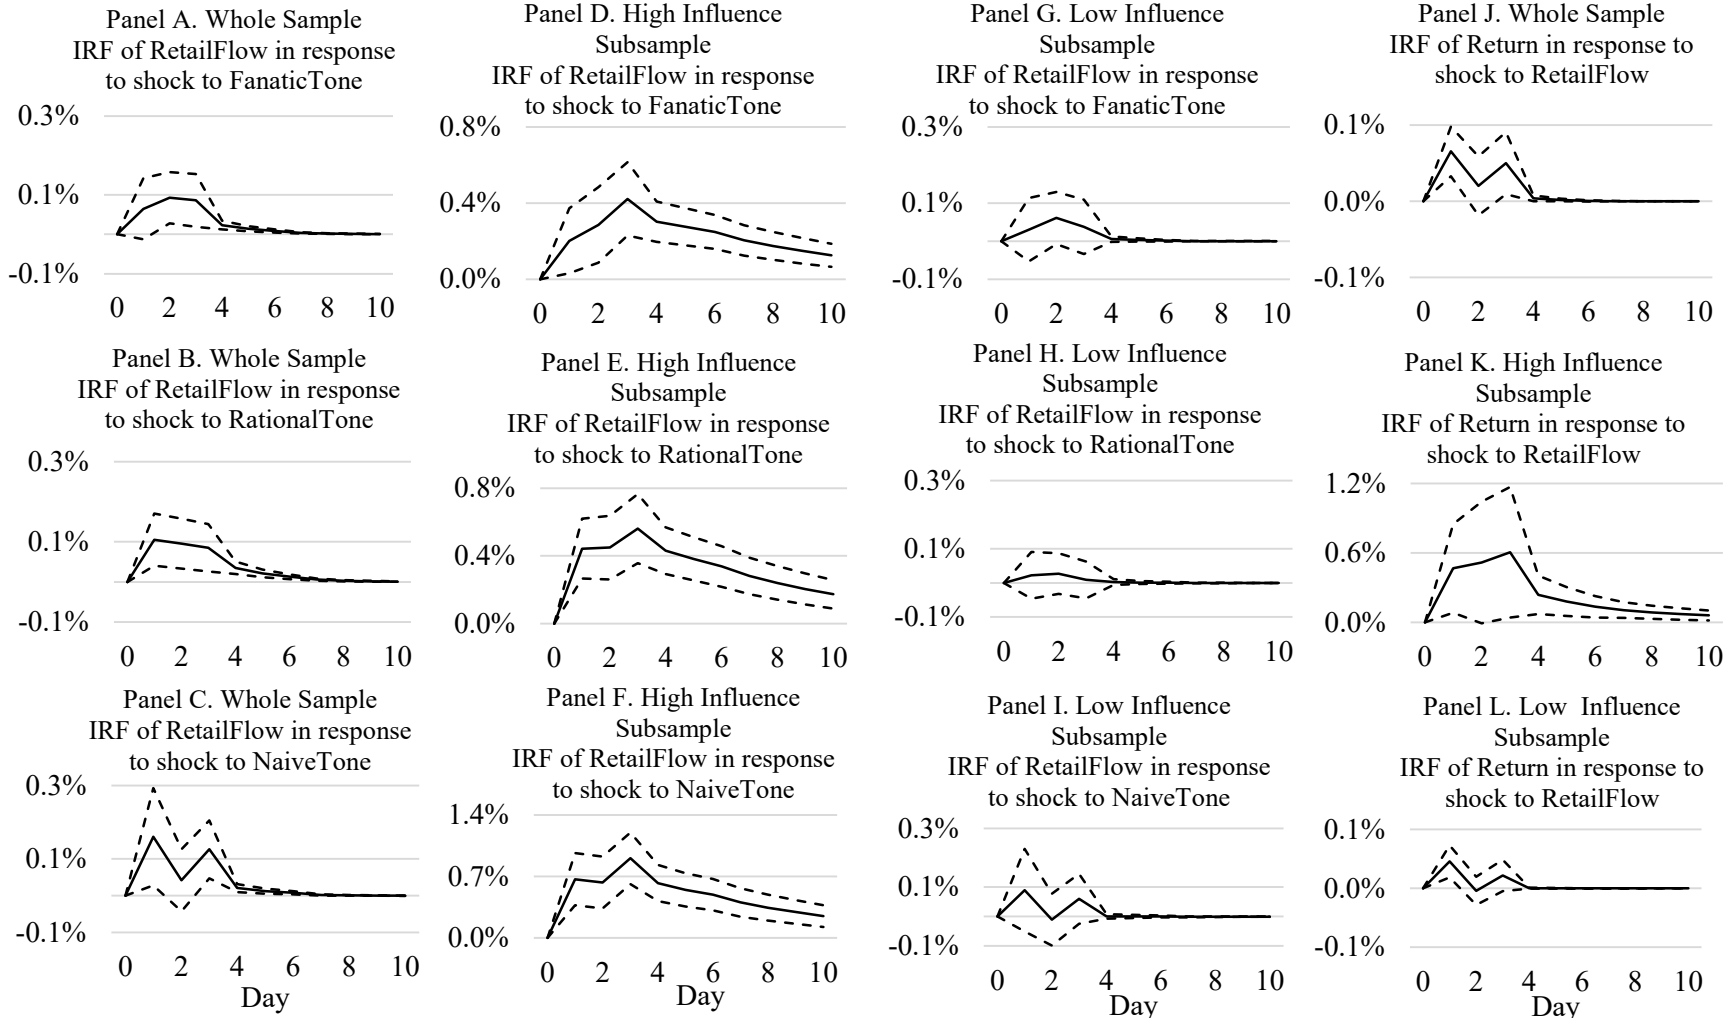 Panel A. Whole Sample
IRF of RetailFlow in response
to shock to FanaticTone
0.3%
0.1%
-0.1%
0 2 4 6 8 10
Panel D. High Influence
Subsample
IRF of RetailFlow in response
to shock to FanaticTone
0.8%
0.4%
0.0%
0 2 4 6 8 10
Panel G. Low Influence
Subsample
IRF of RetailFlow in response
to shock to FanaticTone
0.3%
0.1%
-0.1%
0 2 4 6 8 10
Panel J. Whole Sample
IRF of Return in response to
shock to RetailFlow
0.1%
0.0%
-0.1%
0 2 4 6 8 10
Panel B. Whole Sample
IRF of RetailFlow in response
to shock to RationalTone
0.3%
0.1%
-0.1%
0 2 4 6 8 10
Panel E. High Influence
Subsample
IRF of RetailFlow in response
to shock to RationalTone
0.8%
0.4%
0.0%
0 2 4 6 8 10
Panel H. Low Influence
Subsample
IRF of RetailFlow in response
to shock to RationalTone
0.3%
0.1%
-0.1%
0 2 4 6 8 10
Panel K. High Influence
Subsample
IRF of Return in response to
shock to RetailFlow
1.2%
0.6%
0.0%
0 2 4 6 8 10
Panel C. Whole Sample
IRF of RetailFlow in response
to shock to NaiveTone
0.3%
0.1%
-0.1%
0 2 4 6 8 10
Day
Panel F. High Influence
Subsample
IRF of RetailFlow in response
to shock to NaiveTone
1.4%
0.7%
0.0%
0 2 4 6 8 10
Day
Panel I. Low Influence
Subsample
IRF of RetailFlow in response
to shock to NaiveTone
0.3%
0.1%
-0.1%
0 2 4 6 8 10
Day
Panel L. Low Influence
Subsample
IRF of Return in response to
shock to RetailFlow
0.1%
0.0%
-0.1%
0 2 4 6 8 10
Day